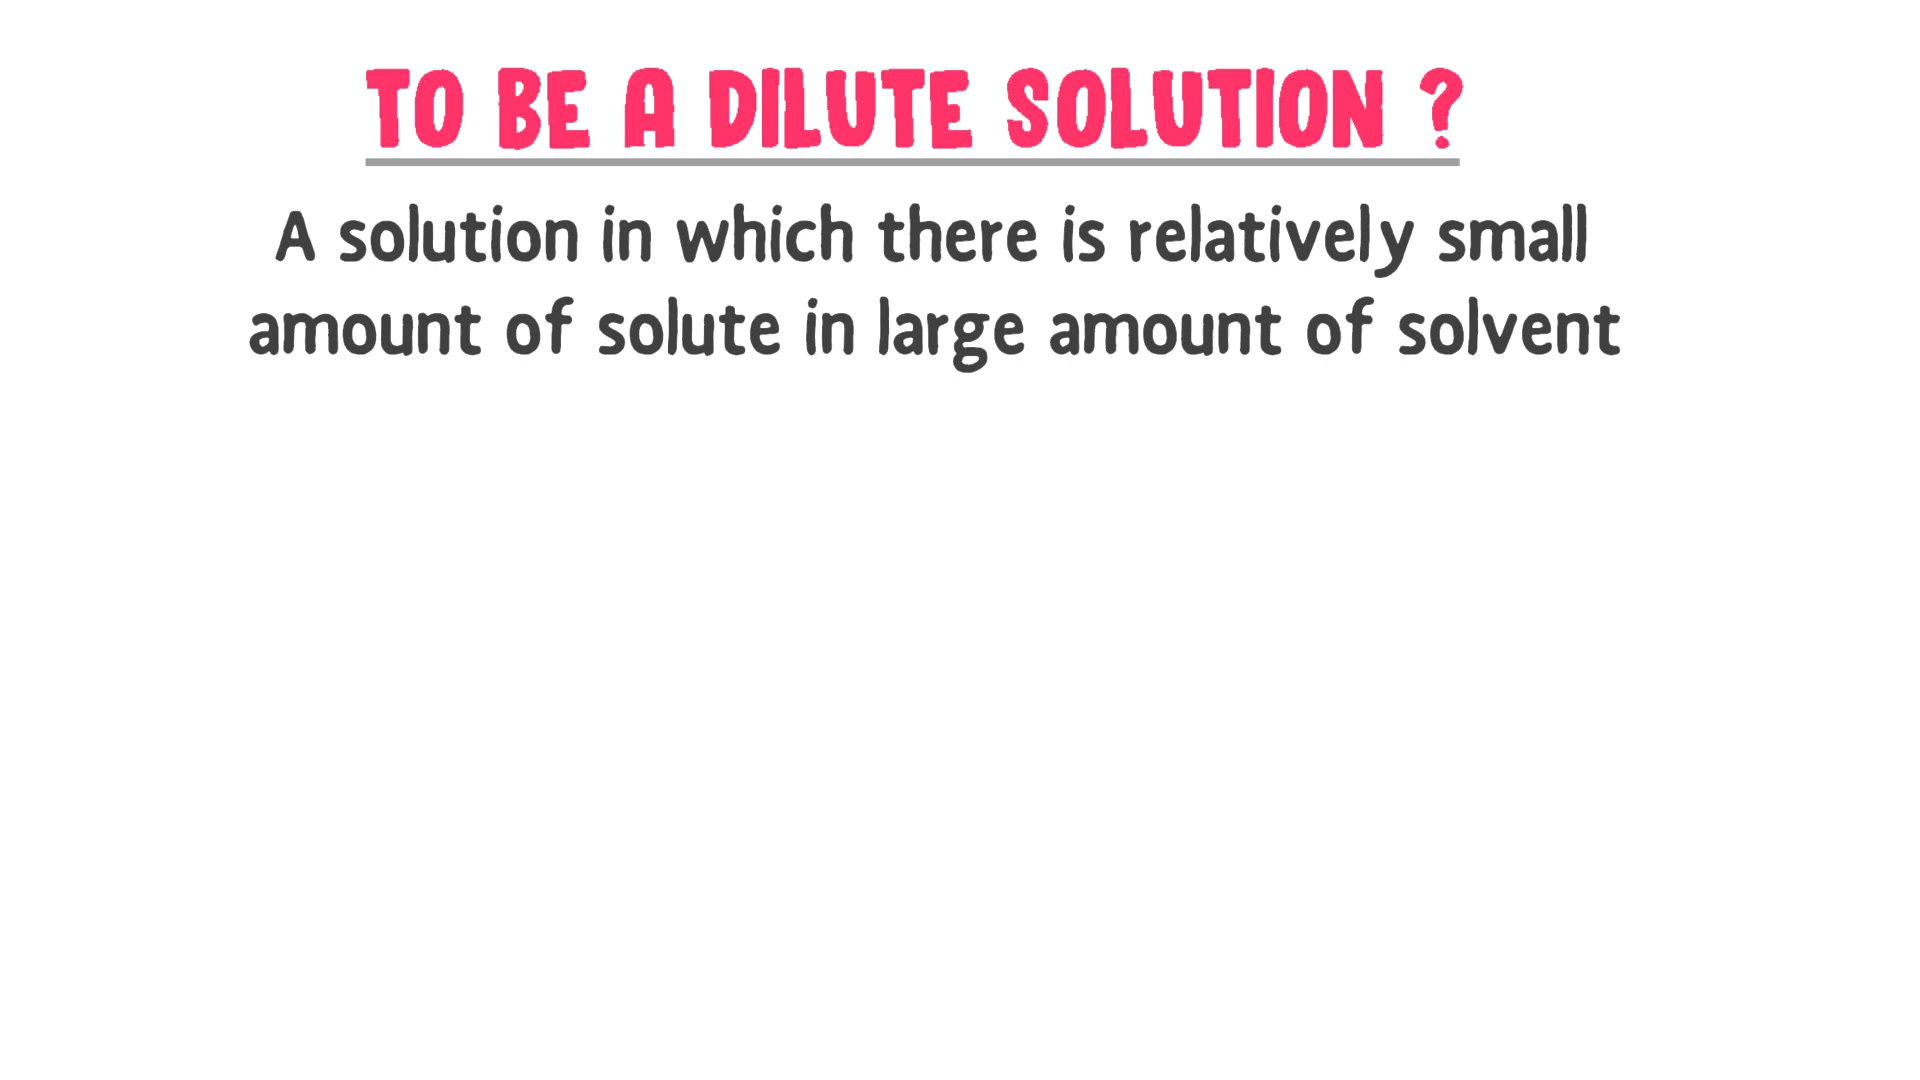 TO BE A DILUTE SOLUTION ?
A solution in which there is relatively small
amount of solute in large amount of solvent